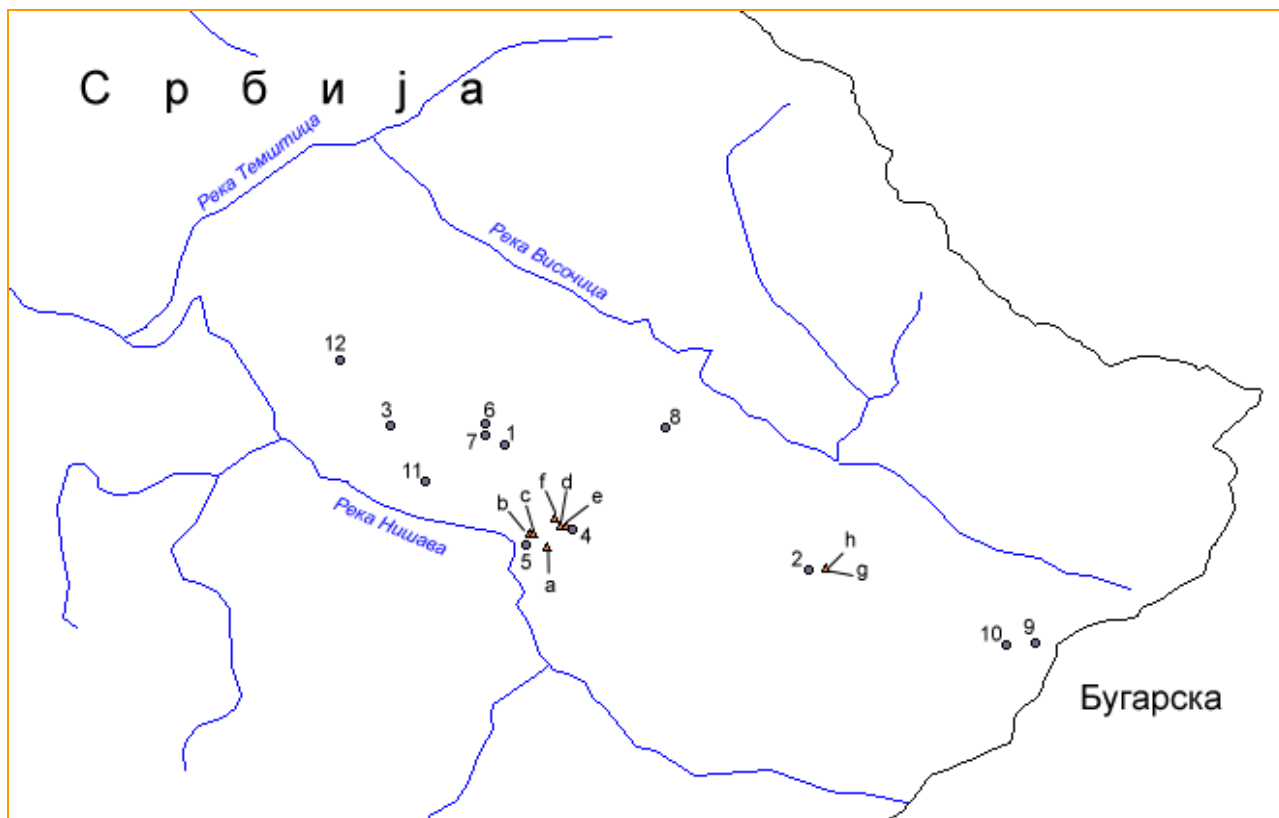 С р б и ј а
Река Темштица
Река Височица
12
3
6
7
1
8
11
f d e
b c
4
5
a
Река Нишава
2
h
g
10 9
Бугарска